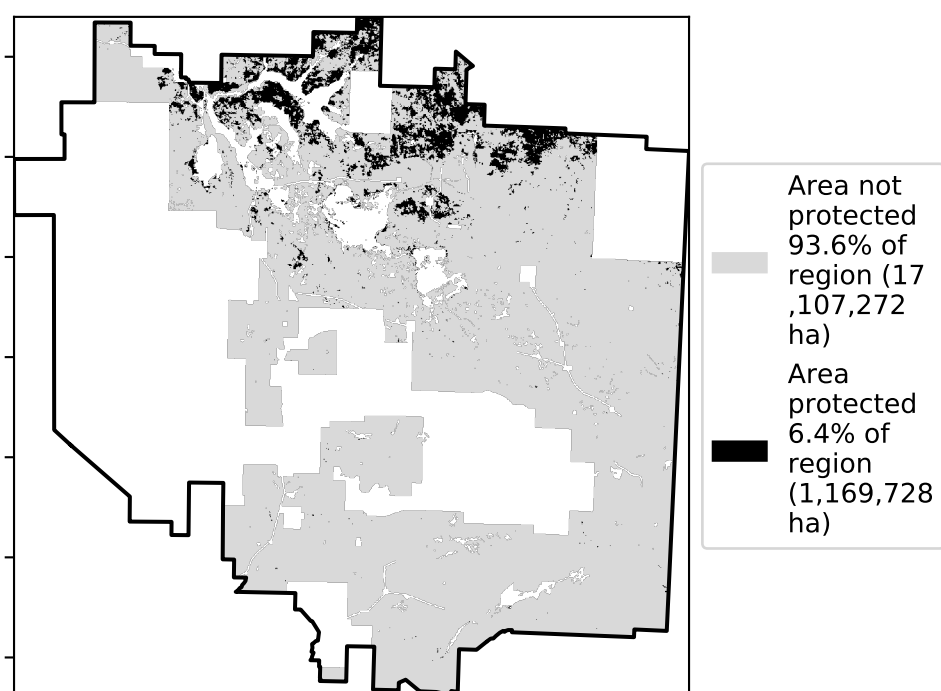 Area not
protected
93.6% of
region (17
,107,272
ha)
Area
protected
6.4% of
region
(1,169,728
ha)